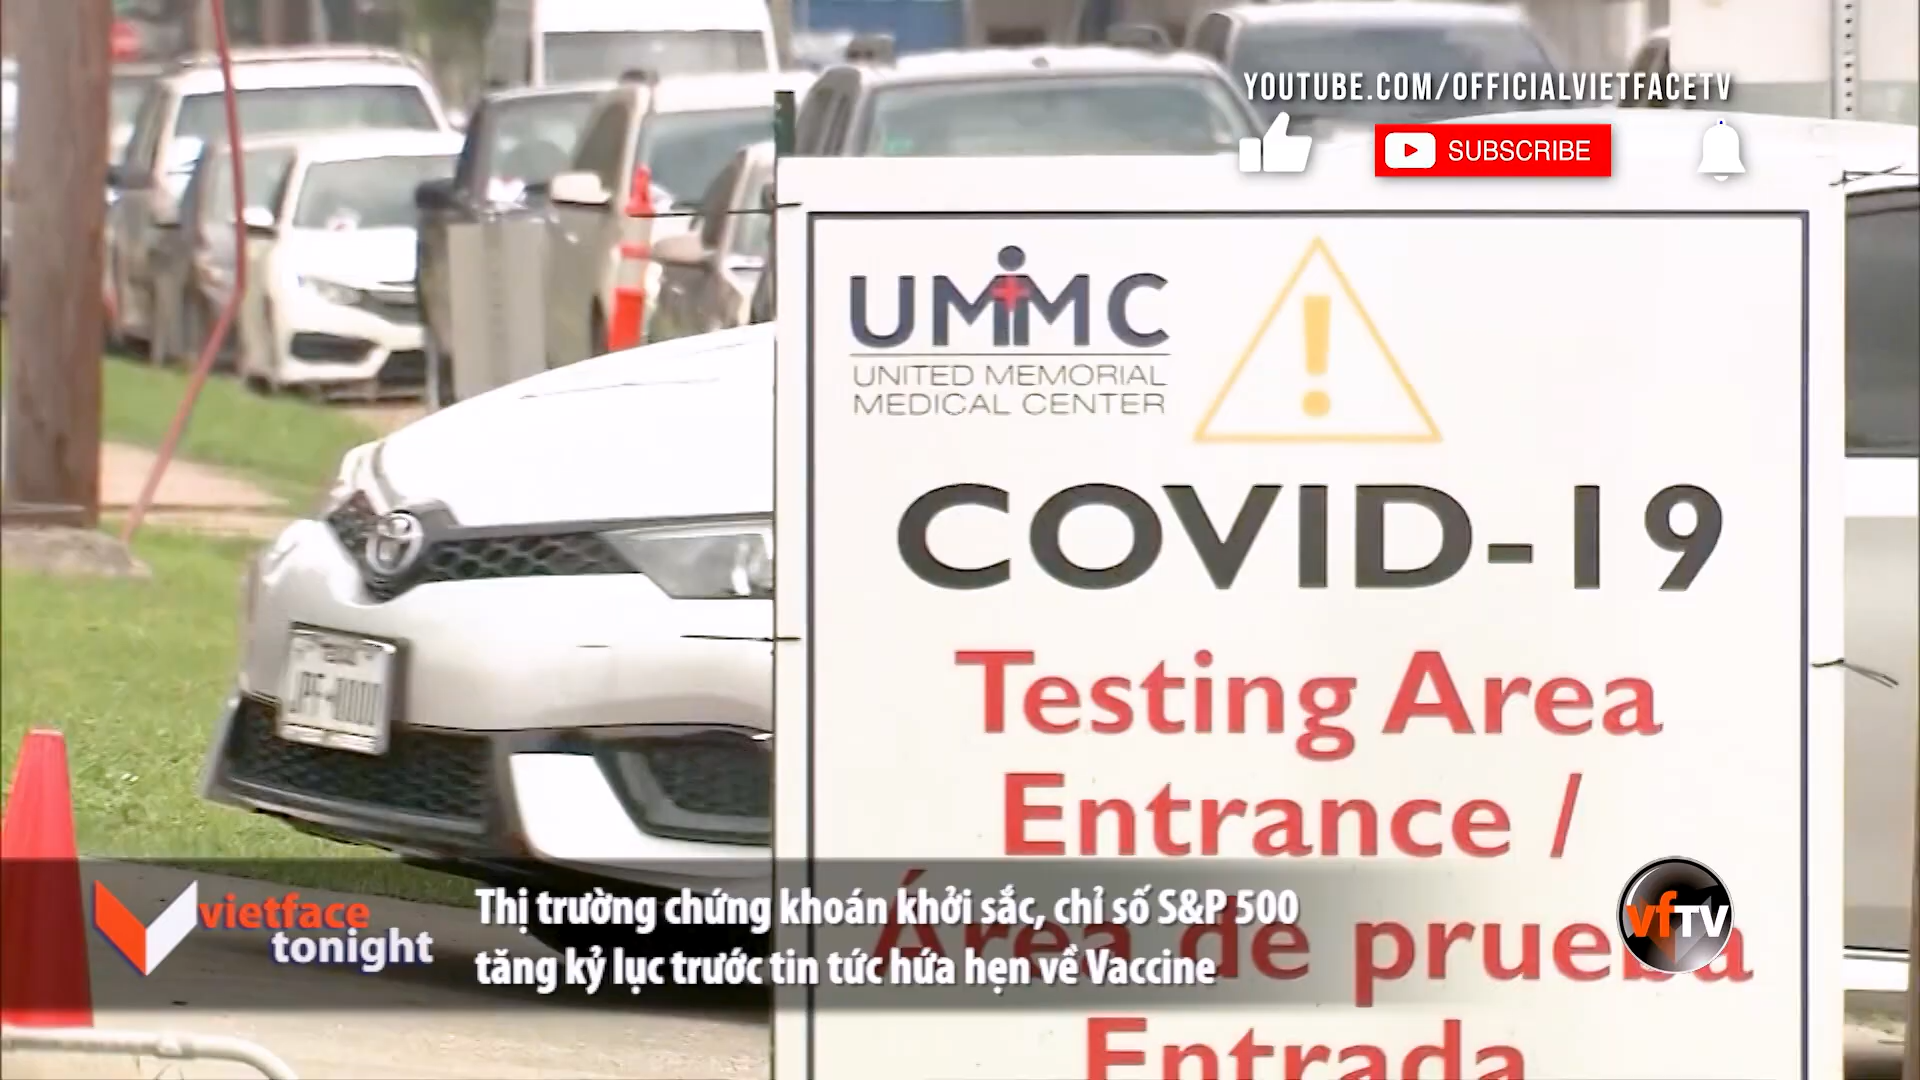 YOUTUBE.COM/OFFICIALVIETFACETV
SUBSCRIBE
UMMC
UNITED MEMORIAL
MEDICAL CENTER
COVID-19
Testing Area
Entrance /
Área de prueba
Entrada
vietface
tonight
Thị trường chứng khoán khởi sắc, chỉ số S&P 500
tăng kỷ lục trước tin tức hứa hẹn về Vaccine
vfTV